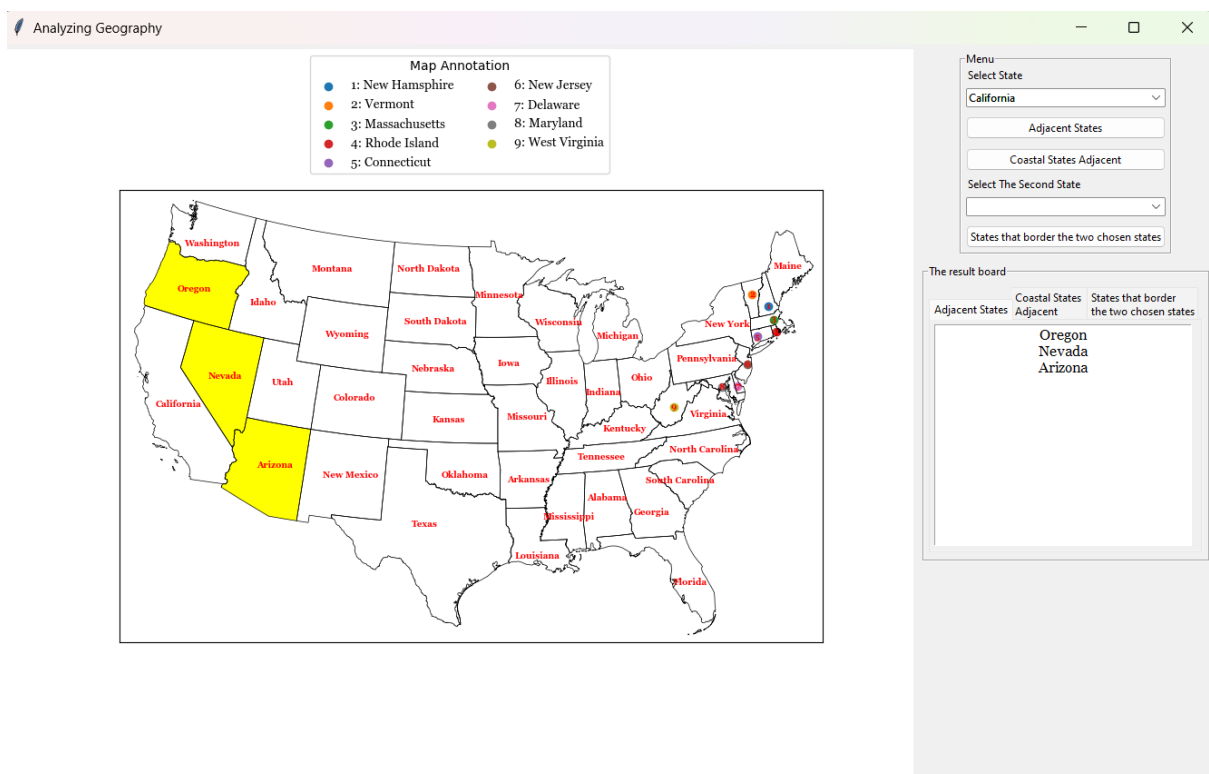 Analyzing Geography
Map Annotation
1: New Hamsphire
2: Vermont
3: Massachusetts
4: Rhode Island
5: Connecticut
6: New Jersey
7: Delaware
8: Maryland
9: West Virginia
Washington
Oregon
Idaho
Montana
North Dakota
Minnesota
Maine
Wyoming
South Dakota
Wisconsin
Michigan
New York
Nevada
Utah
Nebraska
Iowa
Pennsylvania
California
Colorado
Kansas
Illinois
Indiana
Ohio
Missouri
Kentucky
Virginia
Arizona
New Mexico
Oklahoma
Arkansas
Tennessee
North Carolina
South Carolina
Texas
Mississippi
Alabama
Georgia
Louisiana
Florida
2
9
Menu
Select State
California
Adjacent States
Coastal States Adjacent
Select The Second State
States that border the two chosen states
The result board
Adjacent States
Coastal States
Adjacent
States that border
the two chosen states
Oregon
Nevada
Arizona